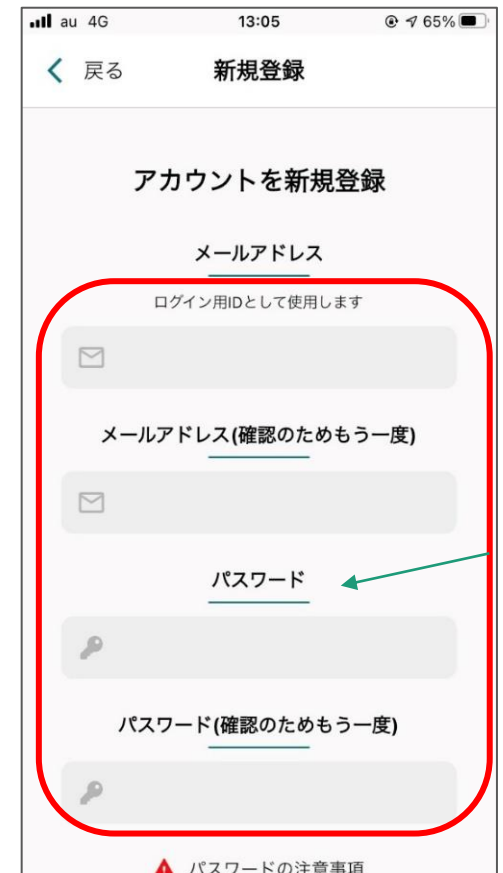 au 4G 13:05 65%
戻る 新規登録
アカウントを新規登録
メールアドレス
ログイン用IDとして使用します
メールアドレス(確認のためもう一度)
パスワード
パスワード(確認のためもう一度)
パスワードの注意事項